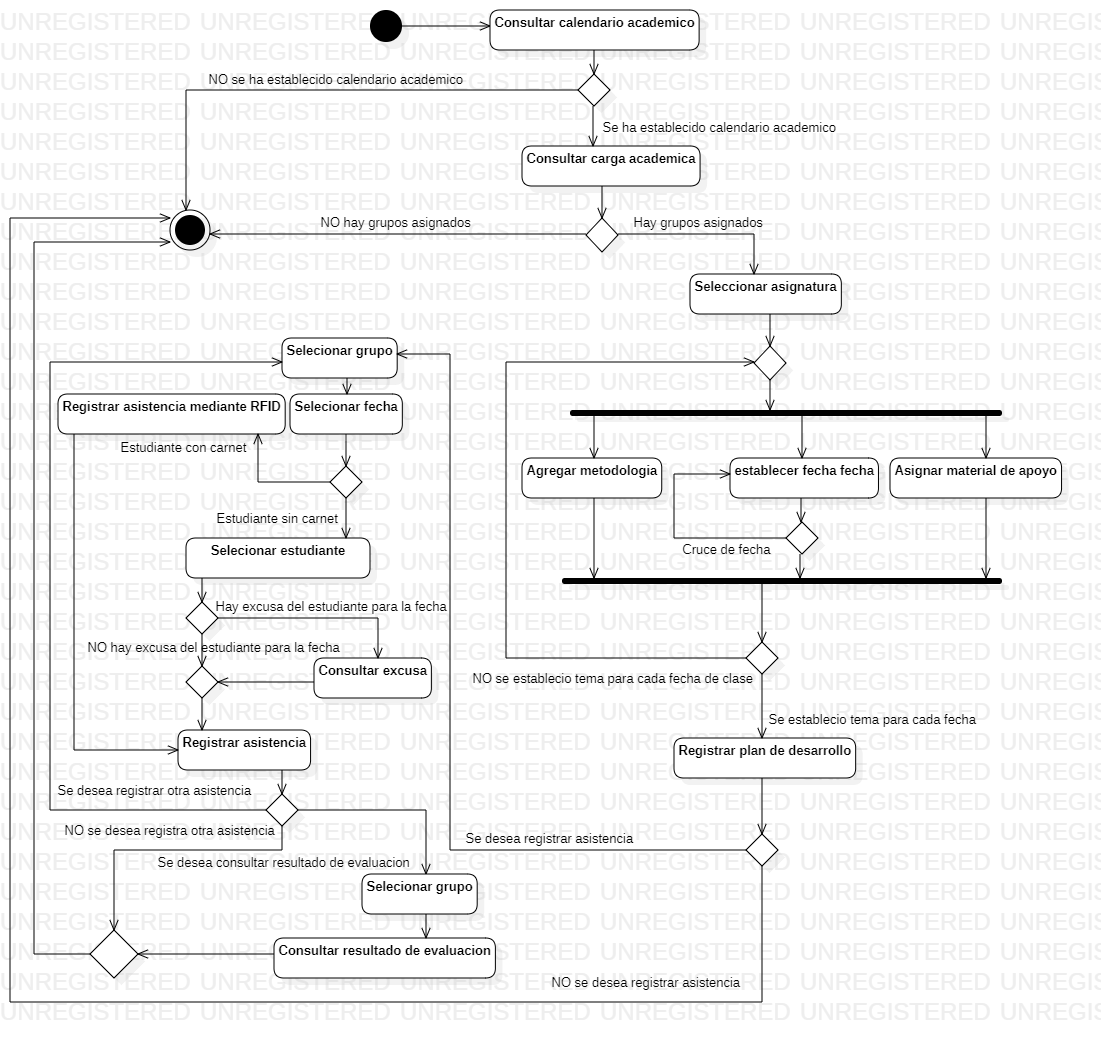 Consultar calendario academico
NO se ha establecido calendario academico
Se ha establecido calendario academico
Consultar carga academica
NO hay grupos asignados
Hay grupos asignados
Seleccionar asignatura
Selecionar grupo
Registrar asistencia mediante RFID
Selecionar fecha
Estudiante con carnet
Agregar metodologia
establecer fecha fecha
Asignar material de apoyo
Estudiante sin carnet
Cruce de fecha
Selecionar estudiante
Hay excusa del estudiante para la fecha
NO hay excusa del estudiante para la fecha
Consultar excusa
NO se establecio tema para cada fecha de clase
Se establecio tema para cada fecha
Registrar asistencia
Registrar plan de desarrollo
Se desea registrar otra asistencia
NO se desea registra otra asistencia
Se desea registrar asistencia
Se desea consultar resultado de evaluacion
Selecionar grupo
Consultar resultado de evaluacion
NO se desea registrar asistencia
UNREGISTERED